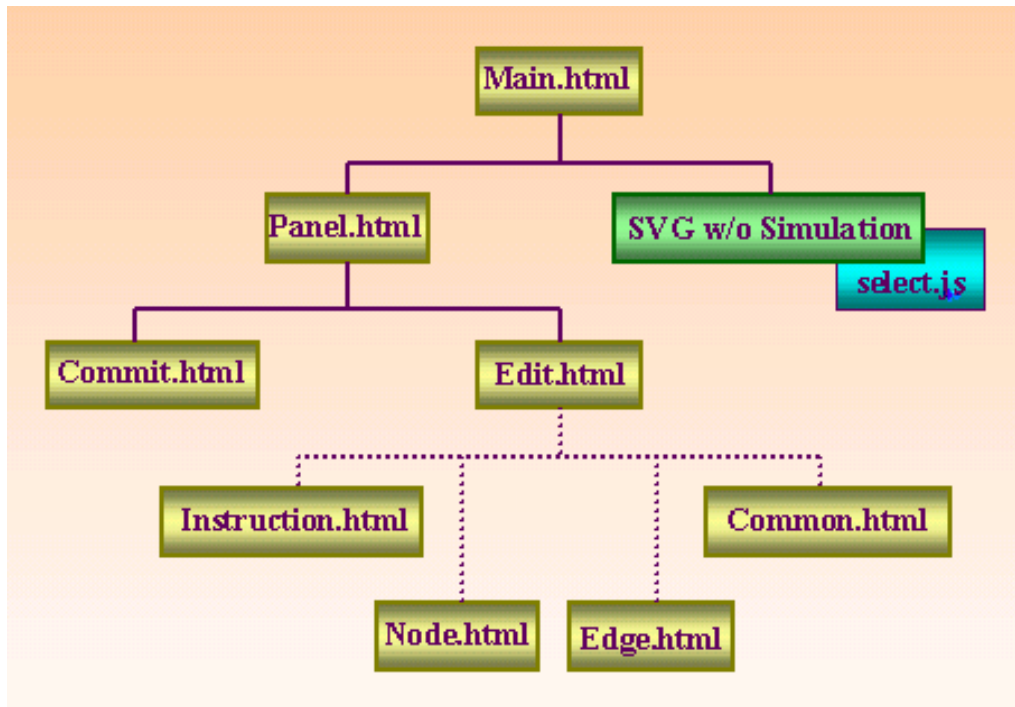 Main.html
Panel.html
SVG w/o Simulation
select.js
Commit.html
Edit.html
Instruction.html
Common.html
Node.html
Edge.html